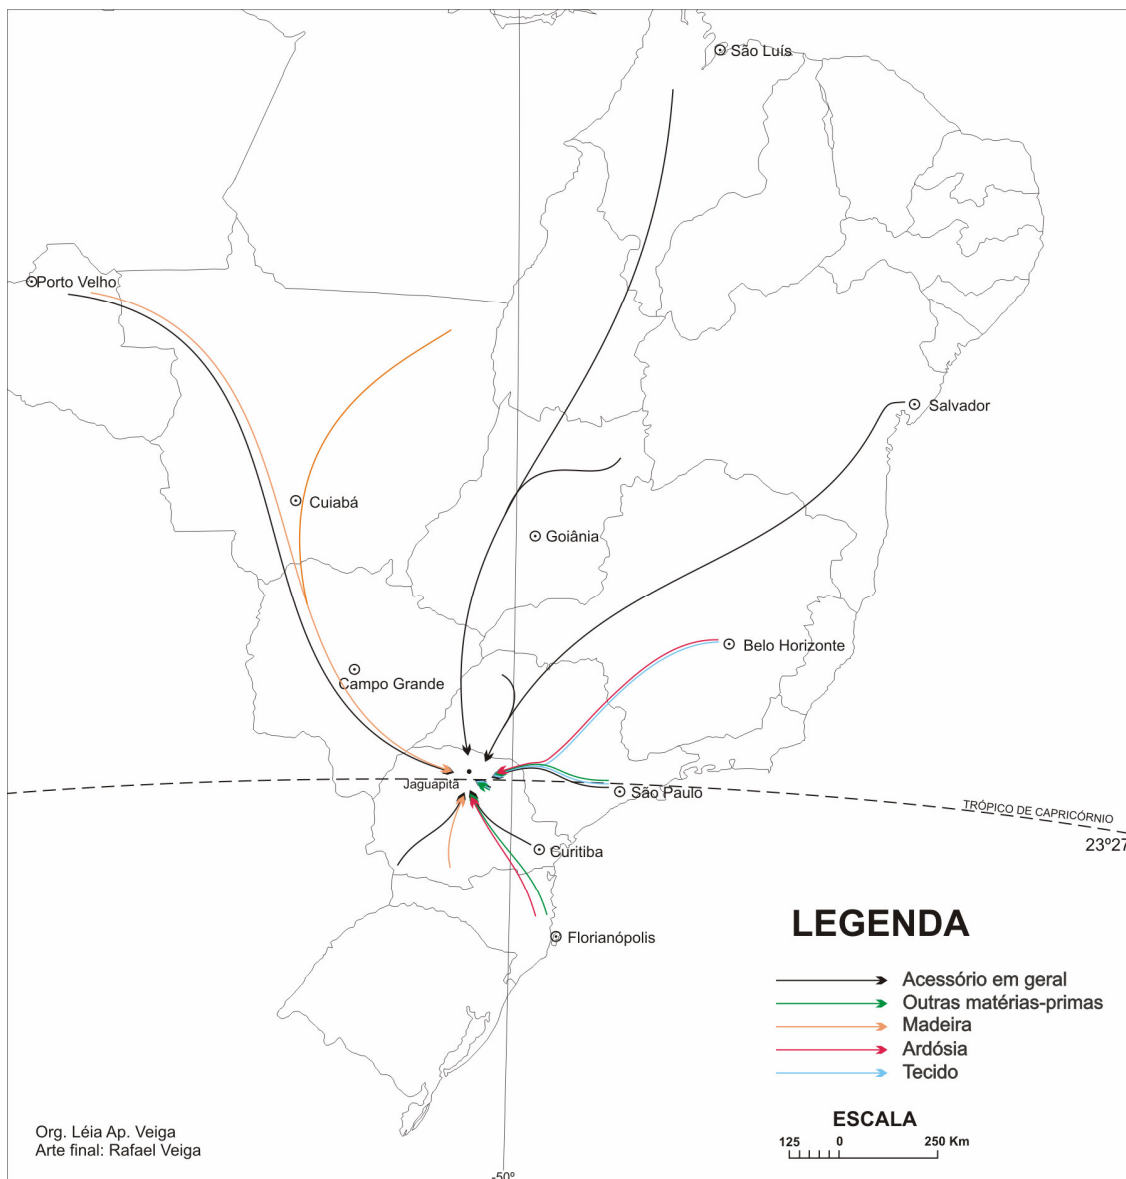 São Luís
Porto Velho
Salvador
Cuiabá
Goiânia
Belo Horizonte
Campo Grande
Jaguapitã
São Paulo
TRÓPICO DE CAPRICÓRNIO
23º27
Curitiba
Florianópolis
LEGENDA
Acessório em geral
Outras matérias-primas
Madeira
Ardósia
Tecido
ESCALA
125 0 250 Km
Org. Léia Ap. Veiga
Arte final: Rafael Veiga
-50º